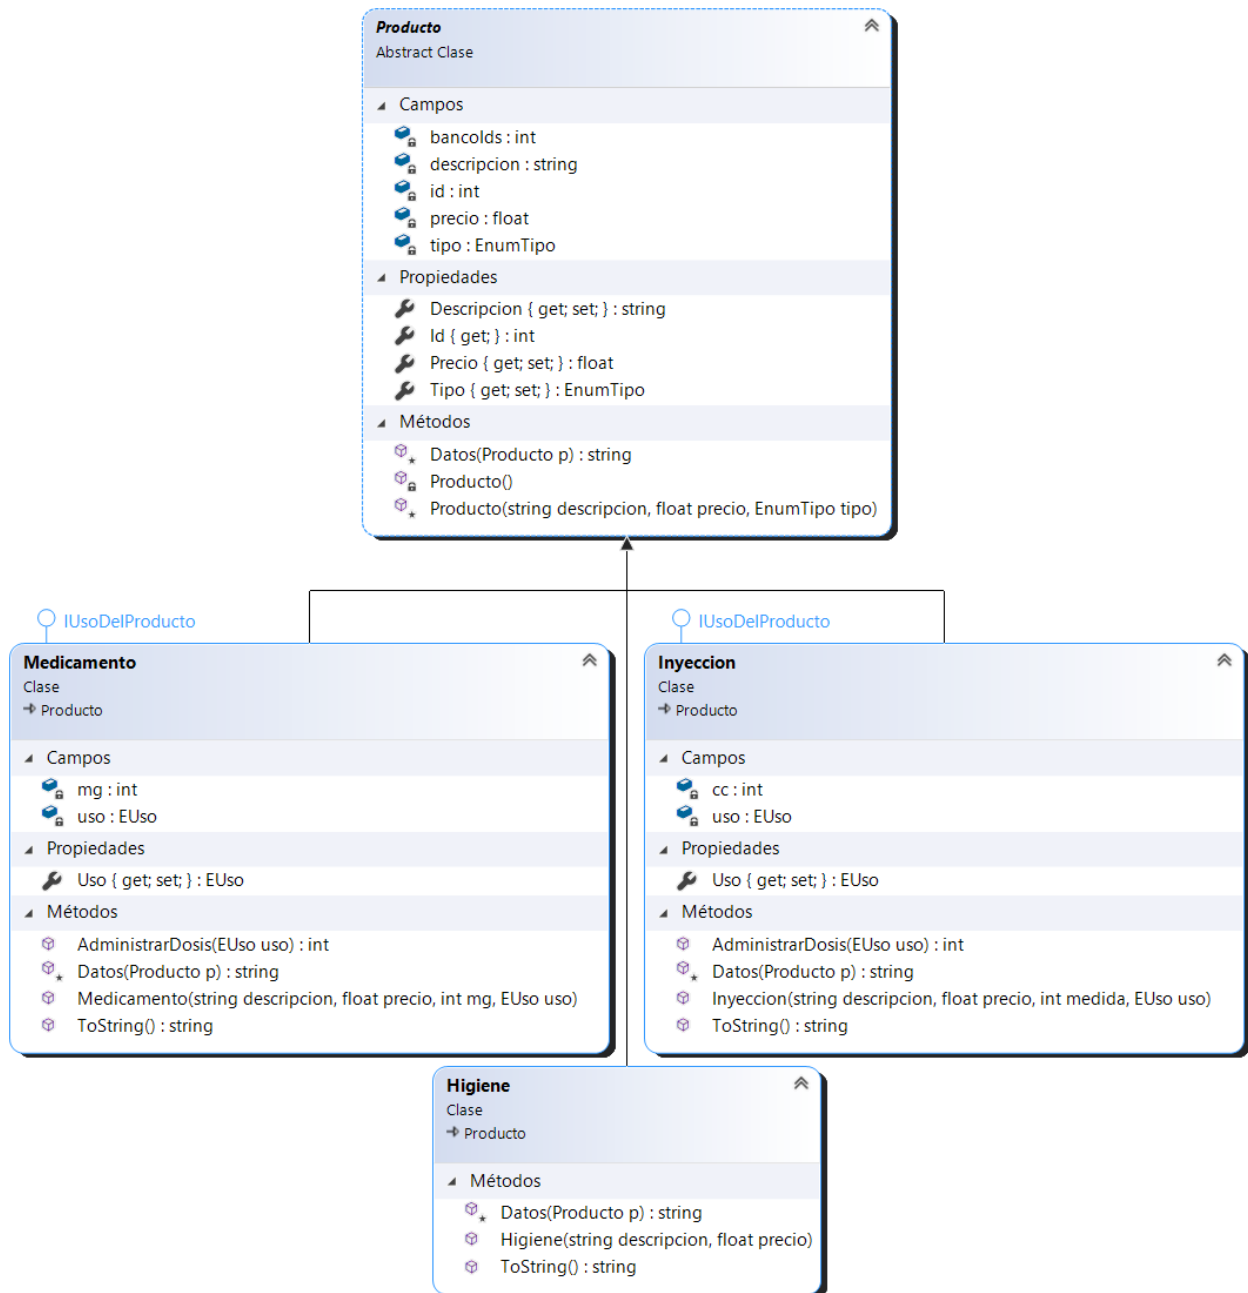 Producto
Abstract Clase
Campos
bancoIds : int
descripcion : string
id : int
precio : float
tipo : EnumTipo
Propiedades
Descripcion { get; set; } : string
Id { get; } : int
Precio { get; set; } : float
Tipo { get; set; } : EnumTipo
Métodos
Datos(Producto p) : string
Producto()
Producto(string descripcion, float precio, EnumTipo tipo)
IUsoDelProducto
Medicamento
Clase
Producto
Campos
mg : int
uso : EUso
Propiedades
Uso { get; set; } : EUso
Métodos
AdministrarDosis(EUso uso) : int
Datos(Producto p) : string
Medicamento(string descripcion, float precio, int mg, EUso uso)
ToString() : string
IUsoDelProducto
Inyeccion
Clase
Producto
Campos
cc : int
uso : EUso
Propiedades
Uso { get; set; } : EUso
Métodos
AdministrarDosis(EUso uso) : int
Datos(Producto p) : string
Inyeccion(string descripcion, float precio, int medida, EUso uso)
ToString() : string
Higiene
Clase
Producto
Métodos
Datos(Producto p) : string
Higiene(string descripcion, float precio)
ToString() : string